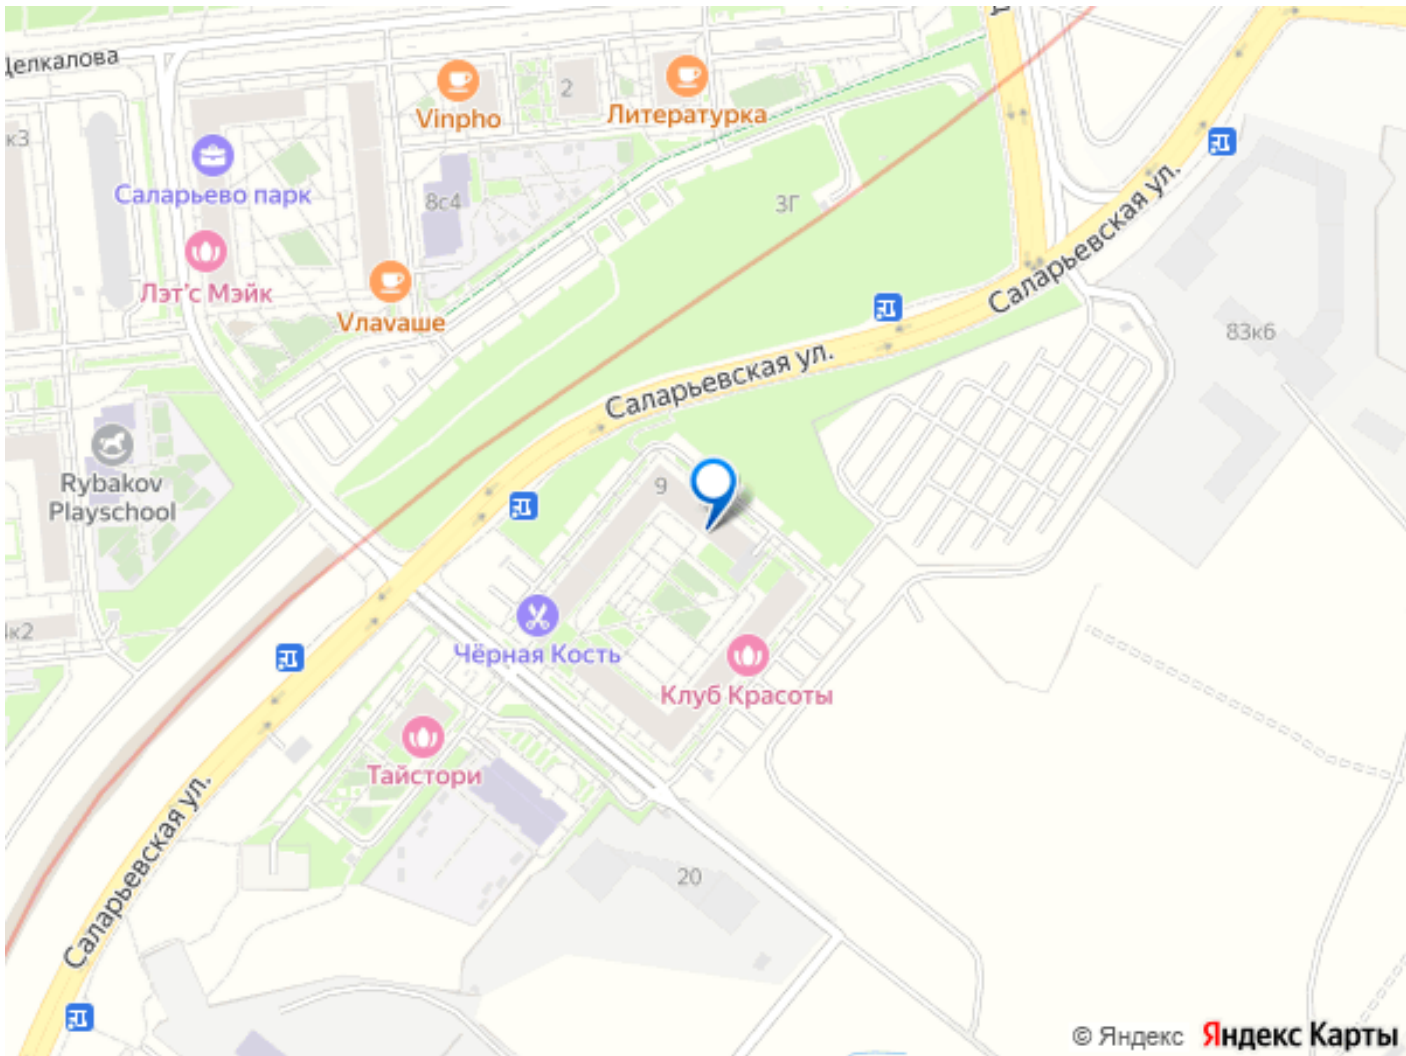 Целкалова
Vinpho
2
Литературка
к3
Саларьево парк
8с4
3Г
Саларьевская ул.
Лэт'с Мэйк
Vлаvаше
83к6
Саларьевская ул.
Rybakov
Playschool
9
к2
Чёрная Кость
Клуб Красоты
Тайстори
Саларьевская ул.
20
© Яндекс Яндекс Карты